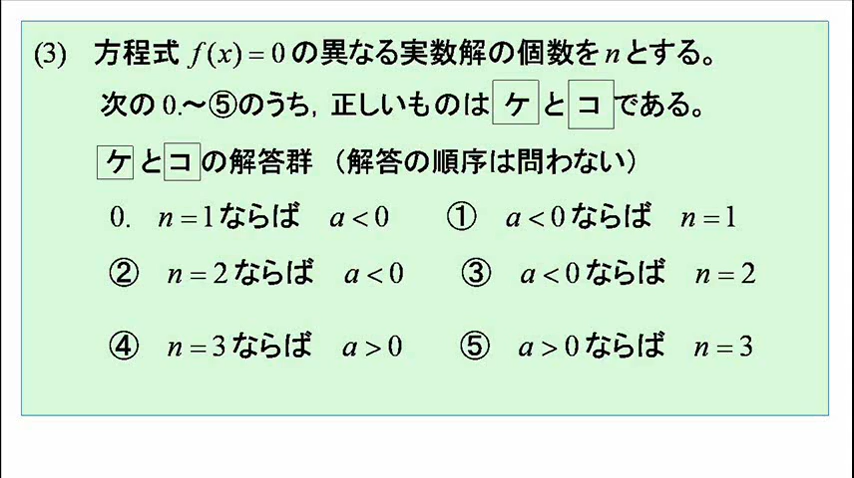 (3) 方程式 f(x)=0の異なる実数解の個数をnとする。
次の0.～⑤のうち, 正しいものは ケ と コ である。
ケ と コ の解答群 （解答の順序は問わない）
0. n=1ならば a<0 ① a<0ならば n=1
② n=2ならば a<0 ③ a<0ならば n=2
④ n=3ならば a>0 ⑤ a>0ならば n=3